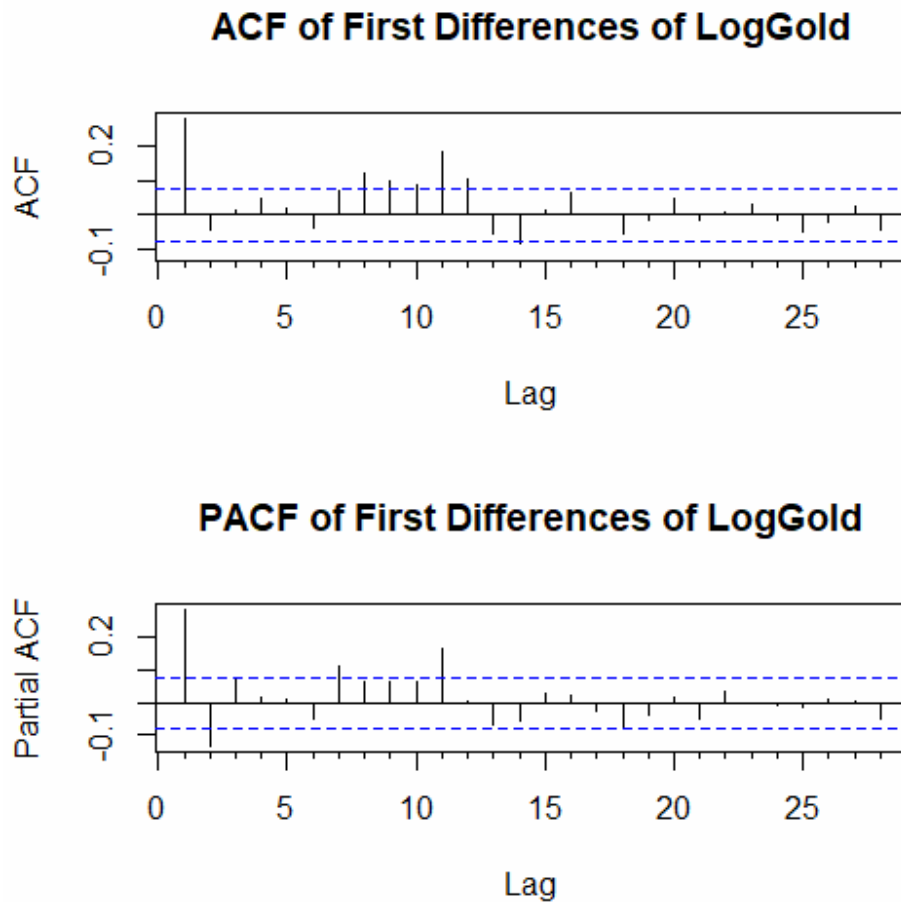 ACF of First Differences of LogGold
ACF
0.2
-0.1
0 5 10 15 20 25
Lag
PACF of First Differences of LogGold
Partial ACF
0.2
-0.1
0 5 10 15 20 25
Lag